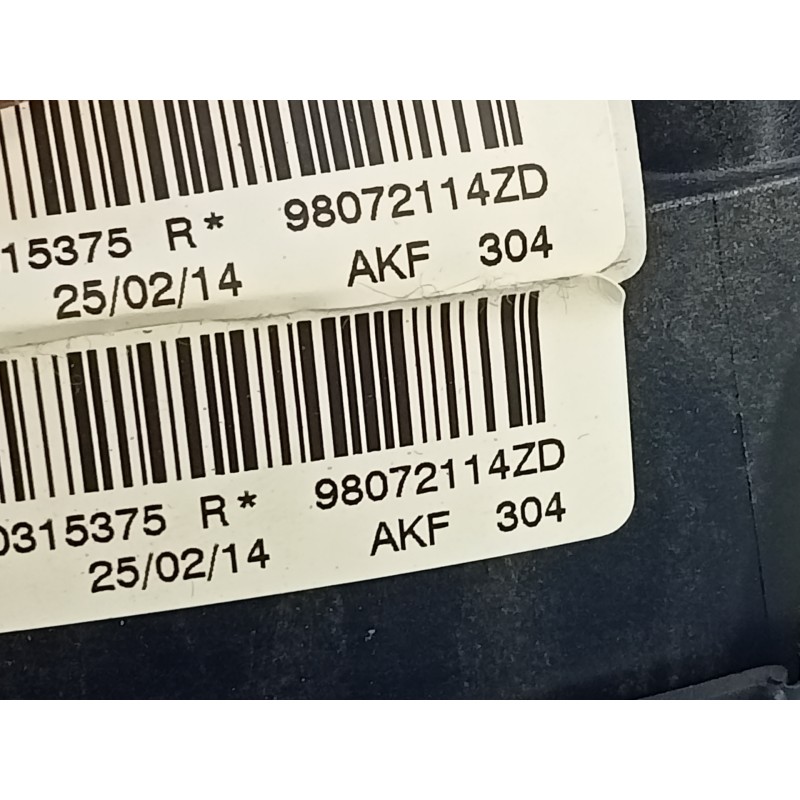 15375 R* 98072114ZD
25/02/14 AKF 304
0315375 R* 98072114ZD
25/02/14 AKF 304